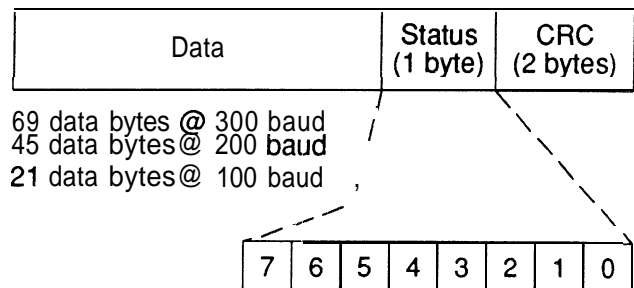 Data
Status
(1 byte)
CRC
(2 bytes)
69 data bytes @ 300 baud
45 data bytes@ 200 baud
21 data bytes@ 100 baud ,
7 6 5 4 3 2 1 0